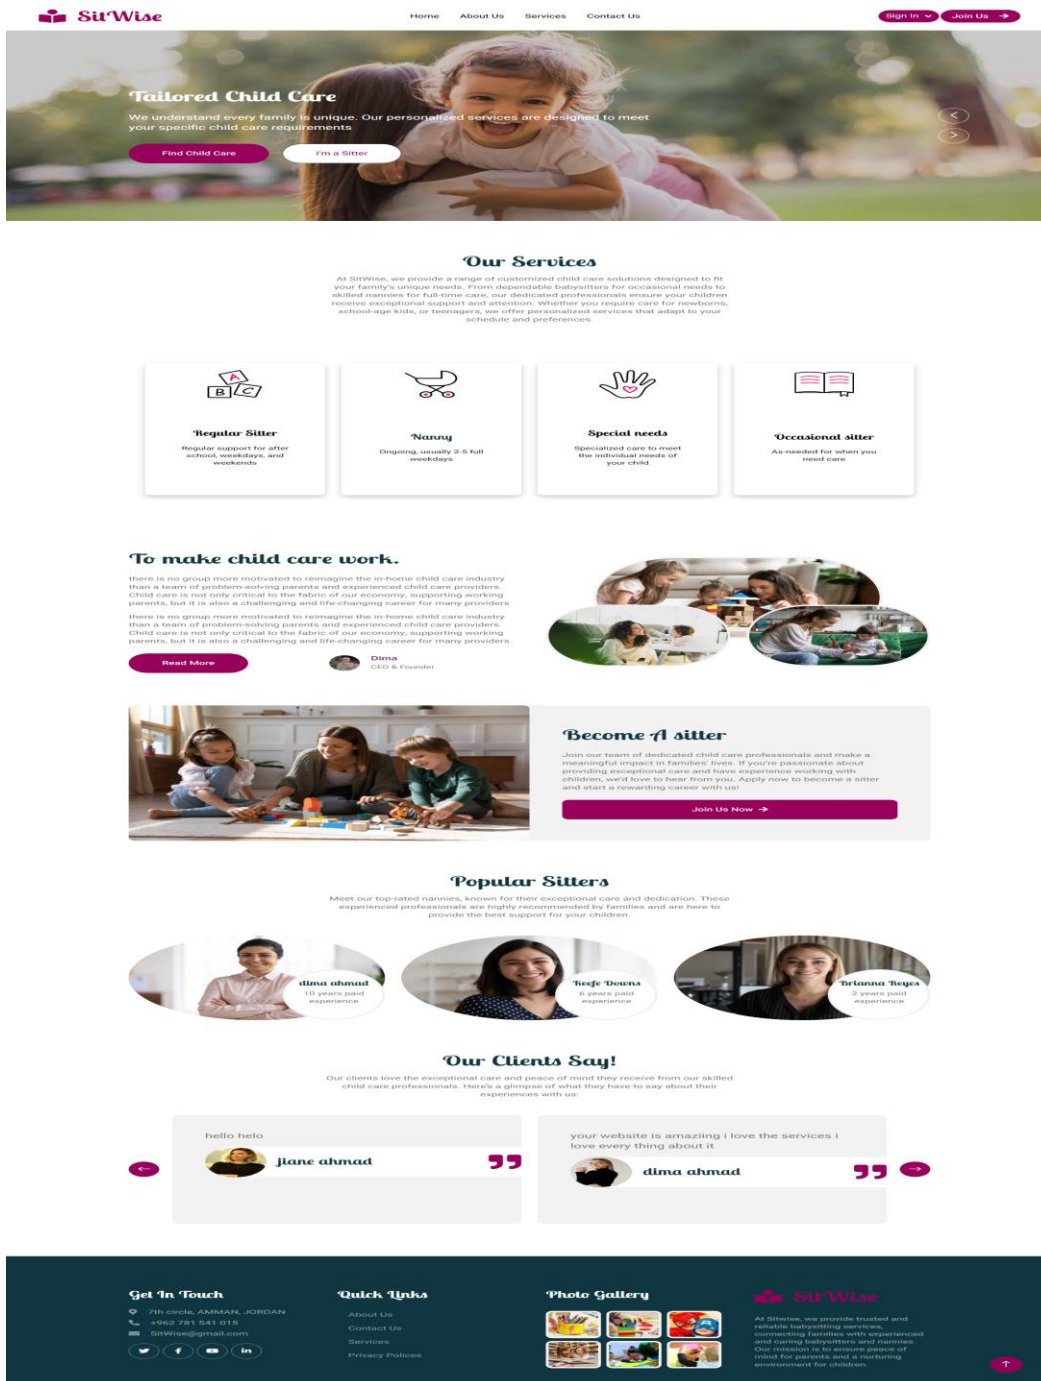 SitWise
Home About Us Services Contact Us
Sign In
Join Us →
Tailored Child Care
We understand every family is unique. Our personalized services are designed to meet
your specific child care requirements
Find Child Care
I'm a Sitter
<
>
Our Services
At SitWise, we provide a range of customized child care solutions designed to fit
your family's unique needs. From dependable babysitters for occasional needs to
skilled nannies for full-time care, our dedicated professionals ensure your children
receive exceptional support and attention. Whether you require care for newborns,
school-age kids, or teenagers, we offer personalized services that adapt to your
schedule and preferences.
A
B C
Regular Sitter
Regular support for after
school, weekdays, and
weekends
Nanny
Ongoing, usually 2-5 full
weekdays
Special needs
Specialized care to meet
the individual needs of
your child
Occasional sitter
As-needed for when you
need care
To make child care work.
there is no group more motivated to reimagine the in-home child care industry
than a team of problem-solving parents and experienced child care providers.
Child care is not only critical to the fabric of our economy, supporting working
parents, but it is also a challenging and life-changing career for many providers
there is no group more motivated to reimagine the in-home child care industry
than a team of problem-solving parents and experienced child care providers.
Child care is not only critical to the fabric of our economy, supporting working
parents, but it is also a challenging and life-changing career for many providers
Read More
Dima
CEO & Founder
Become A sitter
Join our team of dedicated child care professionals and make a
meaningful impact in families' lives. If you're passionate about
providing exceptional care and have experience working with
children, we'd love to hear from you. Apply now to become a sitter
and start a rewarding career with us!
Join Us Now →
Popular Sitters
Meet our top-rated nannies, known for their exceptional care and dedication. These
experienced professionals are highly recommended by families and are here to
provide the best support for your children.
dima ahmad
10 years paid
experience
Keefe Downs
6 years paid
experience
Brianna Reyes
2 years paid
experience
Our Clients Say!
Our clients love the exceptional care and peace of mind they receive from our skilled
child care professionals. Here's a glimpse of what they have to say about their
experiences with us:
hello helo
jiane ahmad
your website is amaziing i love the services i
love every thing about it
dima ahmad
Get In Touch
7th circle, AMMAN, JORDAN
+962 781 541 015
SitWise@gmail.com
Quick Links
About Us
Contact Us
Services
Privacy Polices
Photo Gallery
SitWise
At Sitwise, we provide trusted and
reliable babysitting services,
connecting families with experienced
and caring babysitters and nannies.
Our mission is to ensure peace of
mind for parents and a nurturing
environment for children.